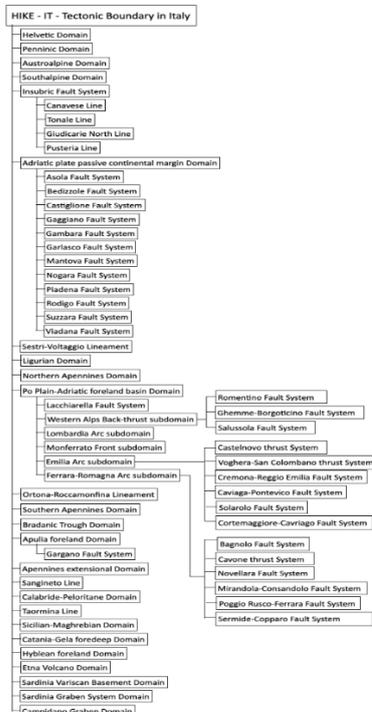 HIKE - IT - Tectonic Boundary in Italy
Helvetic Domain
Penninic Domain
Austroalpine Domain
Southalpine Domain
Insubric Fault System
Canavese Line
Tonale Line
Giudicarie North Line
Pusteria Line
Adriatic plate passive continental margin Domain
Asola Fault System
Bedizzole Fault System
Castiglione Fault System
Gaggiano Fault System
Gambara Fault System
Garlasco Fault System
Mantova Fault System
Nogara Fault System
Piadena Fault System
Rodigo Fault System
Suzzara Fault System
Viadana Fault System
Sestri-Voltaggio Lineament
Ligurian Domain
Northern Apennines Domain
Po Plain-Adriatic foreland basin Domain
Lacchiarella Fault System
Western Alps Back-thrust subdomain
Romentino Fault System
Ghemme-Borgoticino Fault System
Salussola Fault System
Lombardia Arc subdomain
Monferrato Front subdomain
Emilia Arc subdomain
Castelnovo thrust System
Voghera-San Colombano thrust System
Cremona-Reggio Emilia Fault System
Caviaga-Pontevico Fault System
Solarolo Fault System
Cortemaggiore-Cavriago Fault System
Ferrara-Romagna Arc subdomain
Bagnolo Fault System
Cavone thrust System
Novellara Fault System
Mirandola-Consandolo Fault System
Poggio Rusco-Ferrara Fault System
Sermide-Copparo Fault System
Ortona-Roccamonfina Lineament
Southern Apennines Domain
Bradanic Trough Domain
Apulia foreland Domain
Gargano Fault System
Apennines extensional Domain
Sangineto Line
Calabride-Peloritane Domain
Taormina Line
Sicilian-Maghrebian Domain
Catania-Gela foredeep Domain
Hyblean foreland Domain
Etna Volcano Domain
Sardinia Variscan Basement Domain
Sardinia Graben System Domain
Campidano Graben Domain